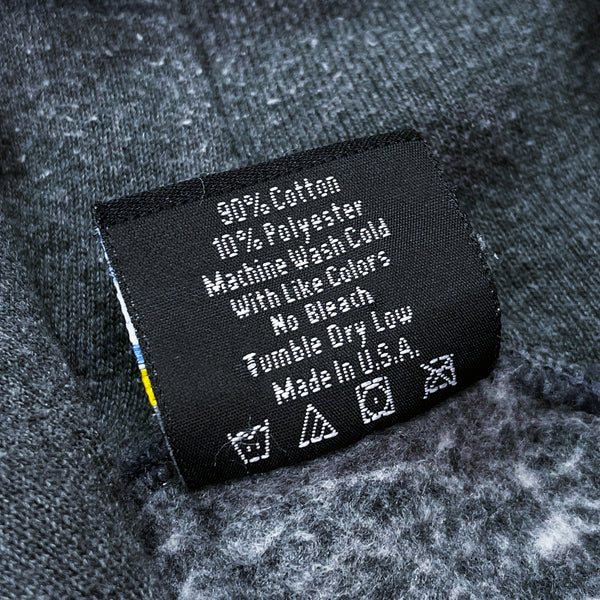 90% Cotton
10% Polyester
Machine Wash Cold
With Like Colors
No Bleach
Tumble Dry Low
Made In U.S.A.